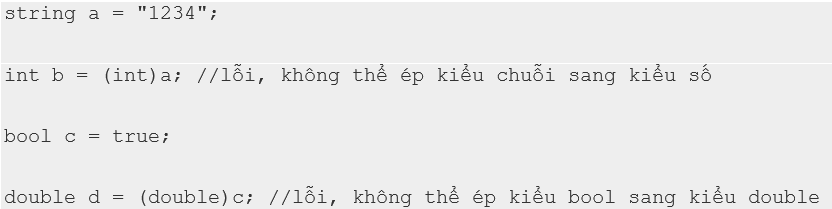 string a = "1234";
int b = (int)a; //lỗi, không thể ép kiểu chuỗi sang kiểu số
bool c = true;
double d = (double)c; //lỗi, không thể ép kiểu bool sang kiểu double